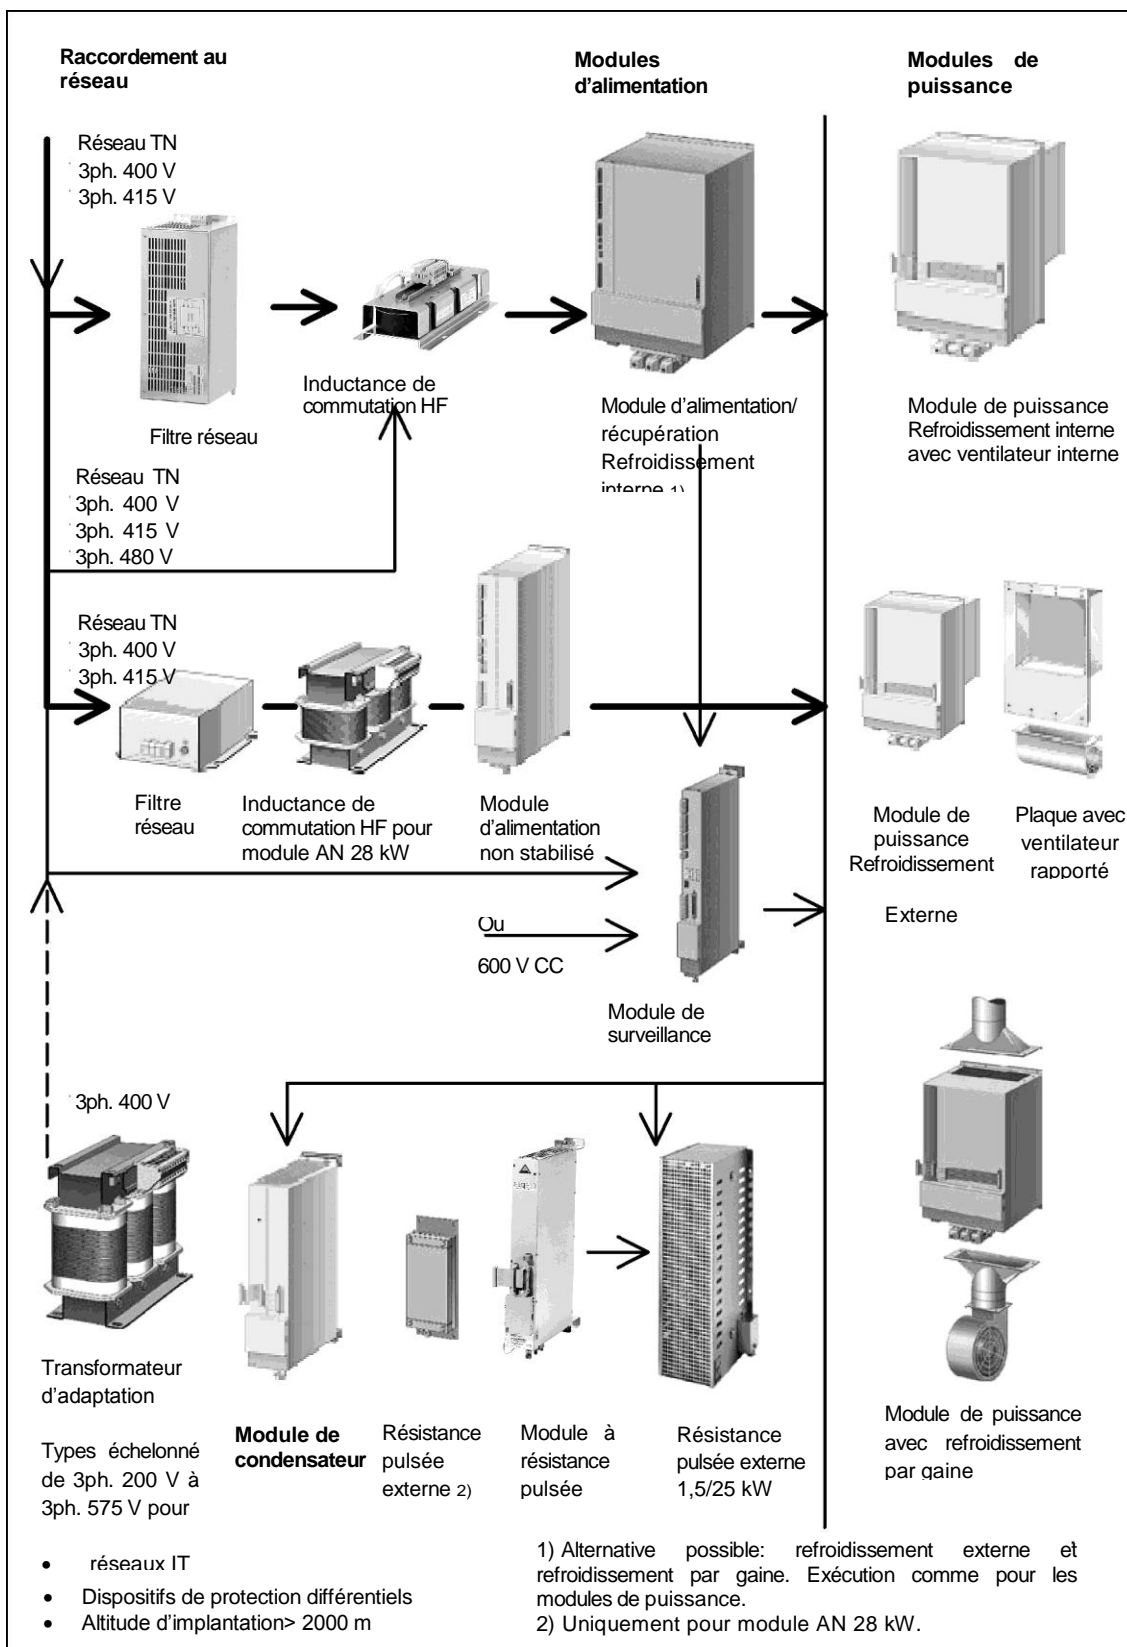 Raccordement au
réseau
Modules
d'alimentation
Modules de
puissance
Réseau TN
3ph. 400 V
3ph. 415 V
Filtre réseau
Inductance de
commutation HF
Module d'alimentation/
récupération
Refroidissement
interne 1)
Module de puissance
Refroidissement interne
avec ventilateur interne
Réseau TN
3ph. 400 V
3ph. 415 V
3ph. 480 V
Réseau TN
3ph. 400 V
3ph. 415 V
Filtre
réseau
Inductance de
commutation HF pour
module AN 28 kW
Module
d'alimentation
non stabilisé
Module de
puissance
Refroidissement
Externe
Plaque avec
ventilateur
rapporté
Ou
600 V CC
Module de
surveillance
3ph. 400 V
Transformateur
d'adaptation
Types échelonné
de 3ph. 200 V à
3ph. 575 V pour
Module de
condensateur
Résistance
pulsée
externe 2)
Module à
résistance
pulsée
Résistance
pulsée externe
1,5/25 kW
Module de puissance
avec refroidissement
par gaine
• réseaux IT
• Dispositifs de protection différentiels
• Altitude d'implantation> 2000 m
1) Alternative possible: refroidissement externe et
refroidissement par gaine. Exécution comme pour les
modules de puissance.
2) Uniquement pour module AN 28 kW.